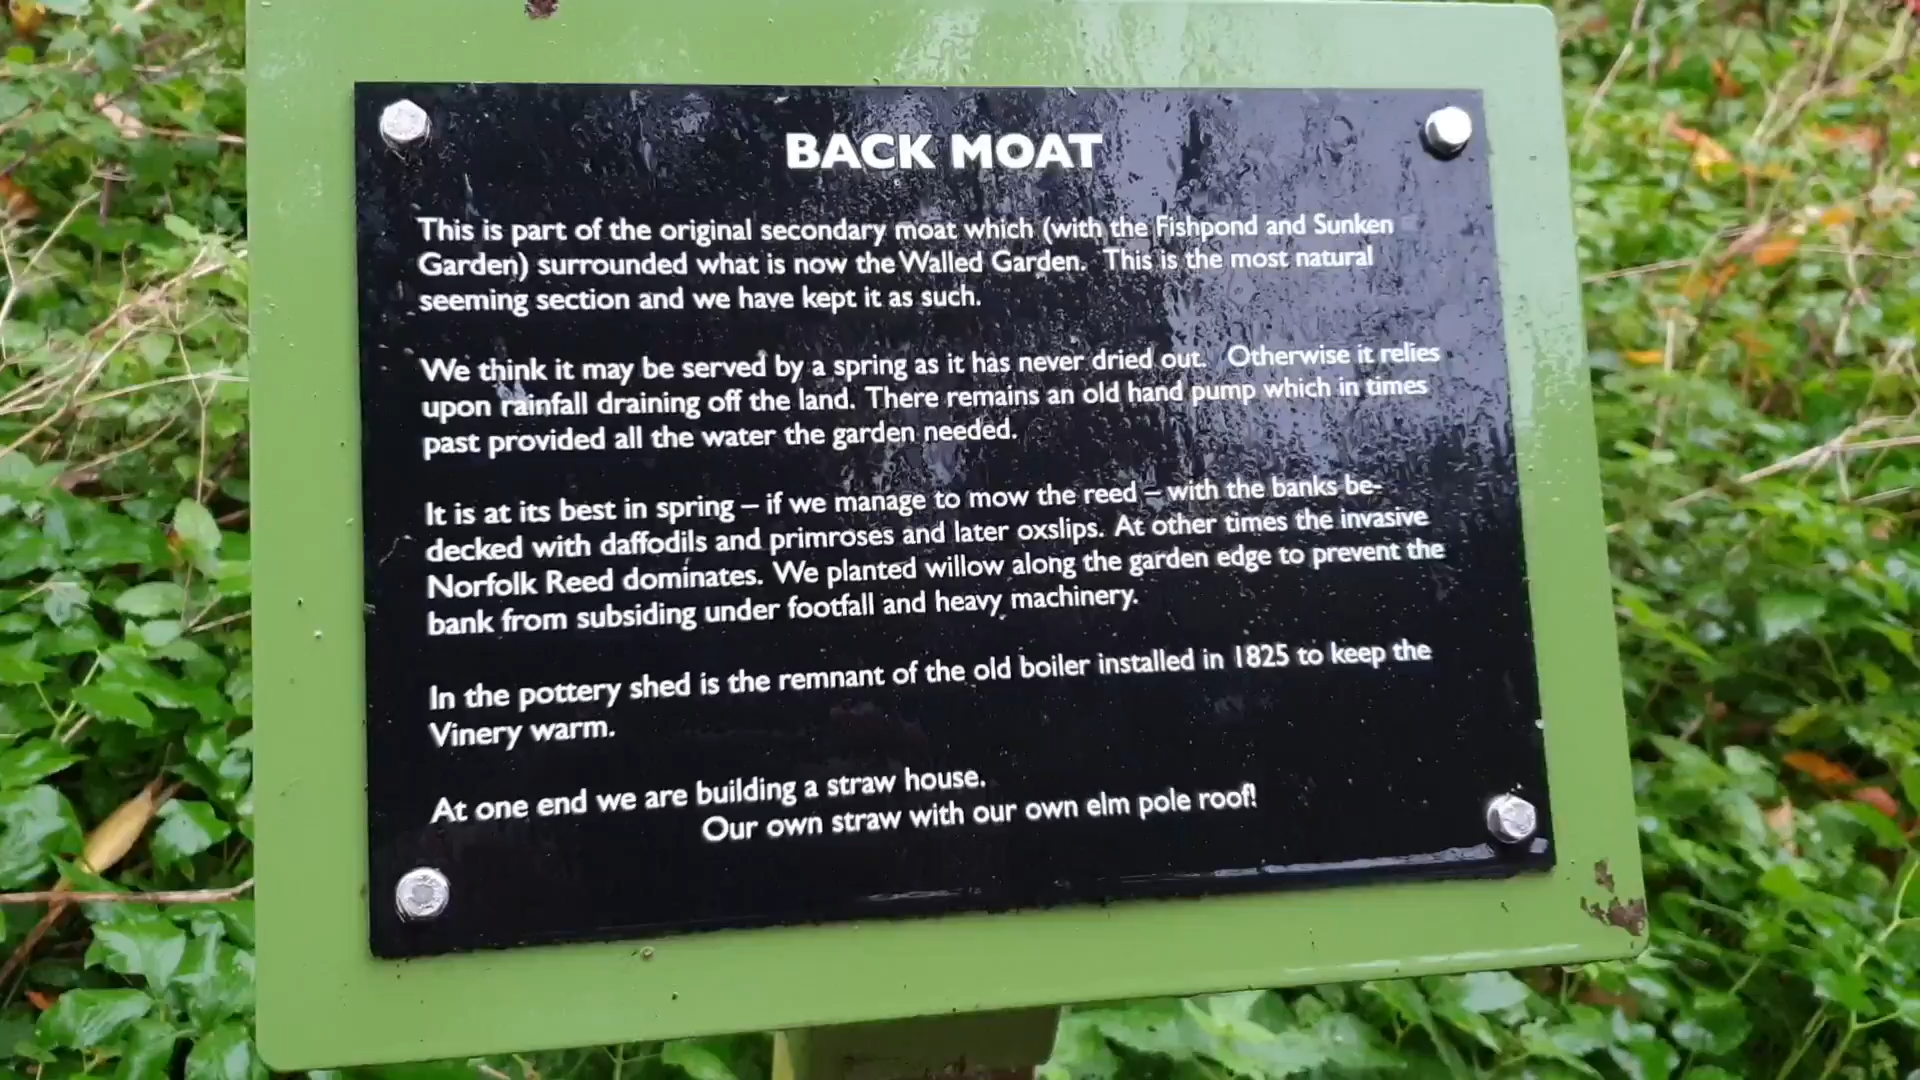 BACK MOAT
This is part of the original secondary moat which (with the Fishpond and Sunken
Garden) surrounded what is now the Walled Garden. This is the most natural
seeming section and we have kept it as such.
We think it may be served by a spring as it has never dried out. Otherwise it relies
upon rainfall draining off the land. There remains an old hand pump which in times
past provided all the water the garden needed.
It is at its best in spring – if we manage to mow the reed – with the banks be-
decked with daffodils and primroses and later oxslips. At other times the invasive
Norfolk Reed dominates. We planted willow along the garden edge to prevent the
bank from subsiding under footfall and heavy machinery.
In the pottery shed is the remnant of the old boiler installed in 1825 to keep the
Vinery warm.
At one end we are building a straw house.
Our own straw with our own elm pole roof!